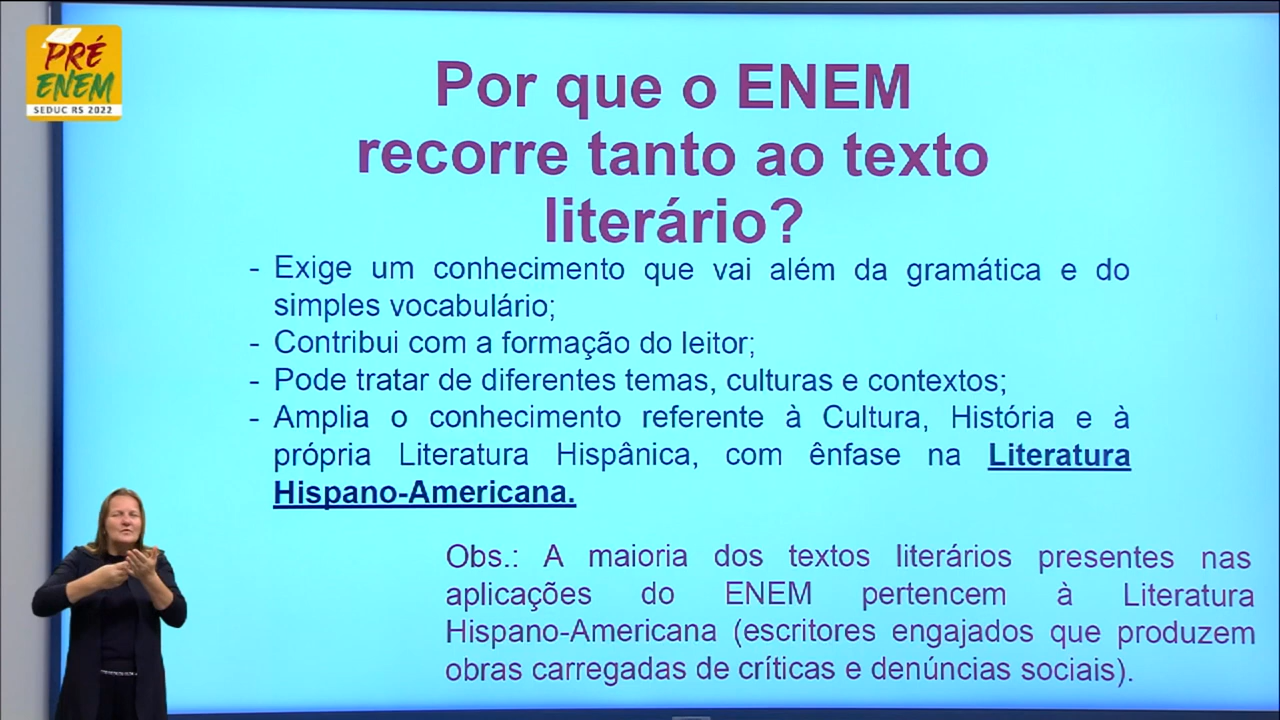 PRÉ
ENEM
SEDUC RS 2022
Por que o ENEM
recorre tanto ao texto
literário?
- Exige um conhecimento que vai além da gramática e do
simples vocabulário;
- Contribui com a formação do leitor;
- Pode tratar de diferentes temas, culturas e contextos;
- Amplia o conhecimento referente à Cultura, História e à
própria Literatura Hispânica, com ênfase na Literatura
Hispano-Americana.
Obs.: A maioria dos textos literários presentes nas
aplicações do ENEM pertencem à Literatura
Hispano-Americana (escritores engajados que produzem
obras carregadas de críticas e denúncias sociais).